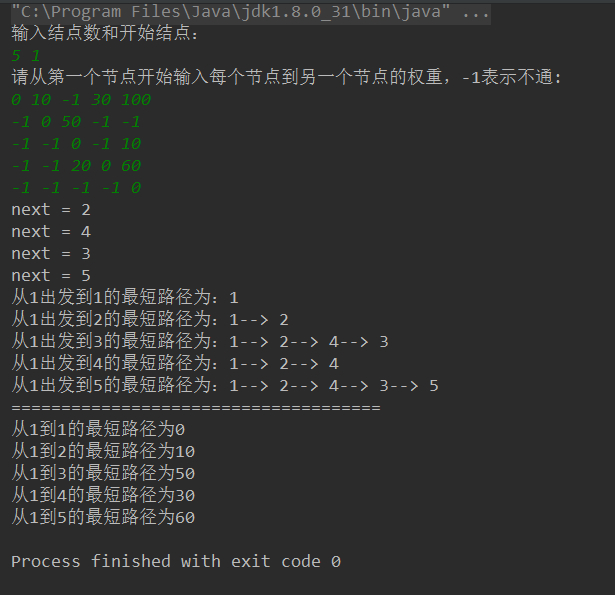 "C:\Program Files\Java\jdk1.8.0_31\bin\java" ...
输入结点数和开始结点:
5 1
请从第一个节点开始输入每个节点到另一个节点的权重，-1表示不通:
0 10 -1 30 100
-1 0 50 -1 -1
-1 -1 0 -1 10
-1 -1 20 0 60
-1 -1 -1 -1 0
next = 2
next = 4
next = 3
next = 5
从1出发到1的最短路径为：1
从1出发到2的最短路径为：1--> 2
从1出发到3的最短路径为：1--> 2--> 4--> 3
从1出发到4的最短路径为：1--> 2--> 4
从1出发到5的最短路径为：1--> 2--> 4--> 3--> 5
=====================================
从1到1的最短路径为0
从1到2的最短路径为10
从1到3的最短路径为50
从1到4的最短路径为30
从1到5的最短路径为60
Process finished with exit code 0